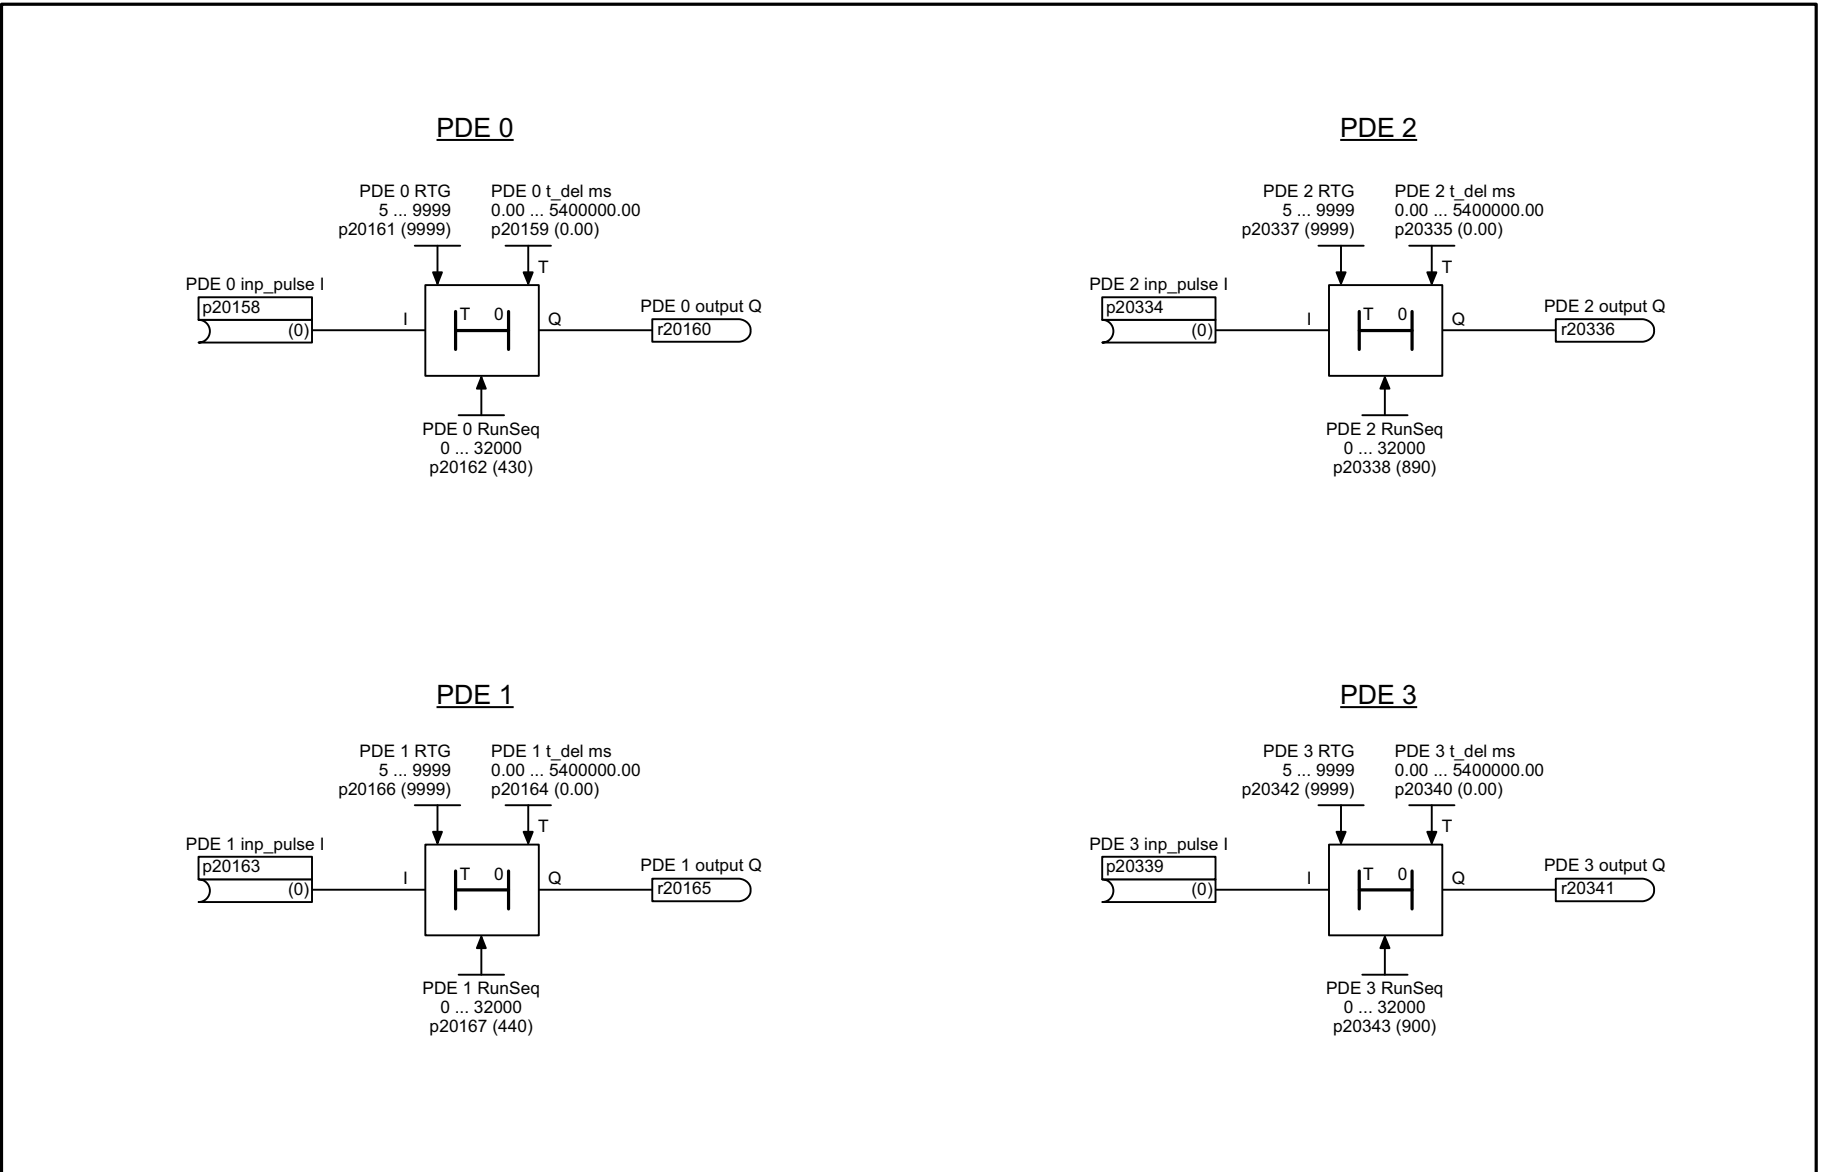 PDE 0
PDE 0 RTG
5 ... 9999
p20161 (9999)
PDE 0 t_del ms
0.00 ... 5400000.00
p20159 (0.00)
T
PDE 0 inp_pulse I
p20158
(0)
I
T 0
Q
PDE 0 output Q
r20160
PDE 0 RunSeq
0 ... 32000
p20162 (430)
PDE 2
PDE 2 RTG
5 ... 9999
p20337 (9999)
PDE 2 t_del ms
0.00 ... 5400000.00
p20335 (0.00)
T
PDE 2 inp_pulse I
p20334
(0)
I
T 0
Q
PDE 2 output Q
r20336
PDE 2 RunSeq
0 ... 32000
p20338 (890)
PDE 1
PDE 1 RTG
5 ... 9999
p20166 (9999)
PDE 1 t_del ms
0.00 ... 5400000.00
p20164 (0.00)
T
PDE 1 inp_pulse I
p20163
(0)
I
T 0
Q
PDE 1 output Q
r20165
PDE 1 RunSeq
0 ... 32000
p20167 (440)
PDE 3
PDE 3 RTG
5 ... 9999
p20342 (9999)
PDE 3 t_del ms
0.00 ... 5400000.00
p20340 (0.00)
T
PDE 3 inp_pulse I
p20339
(0)
I
T 0
Q
PDE 3 output Q
r20341
PDE 3 RunSeq
0 ... 32000
p20343 (900)